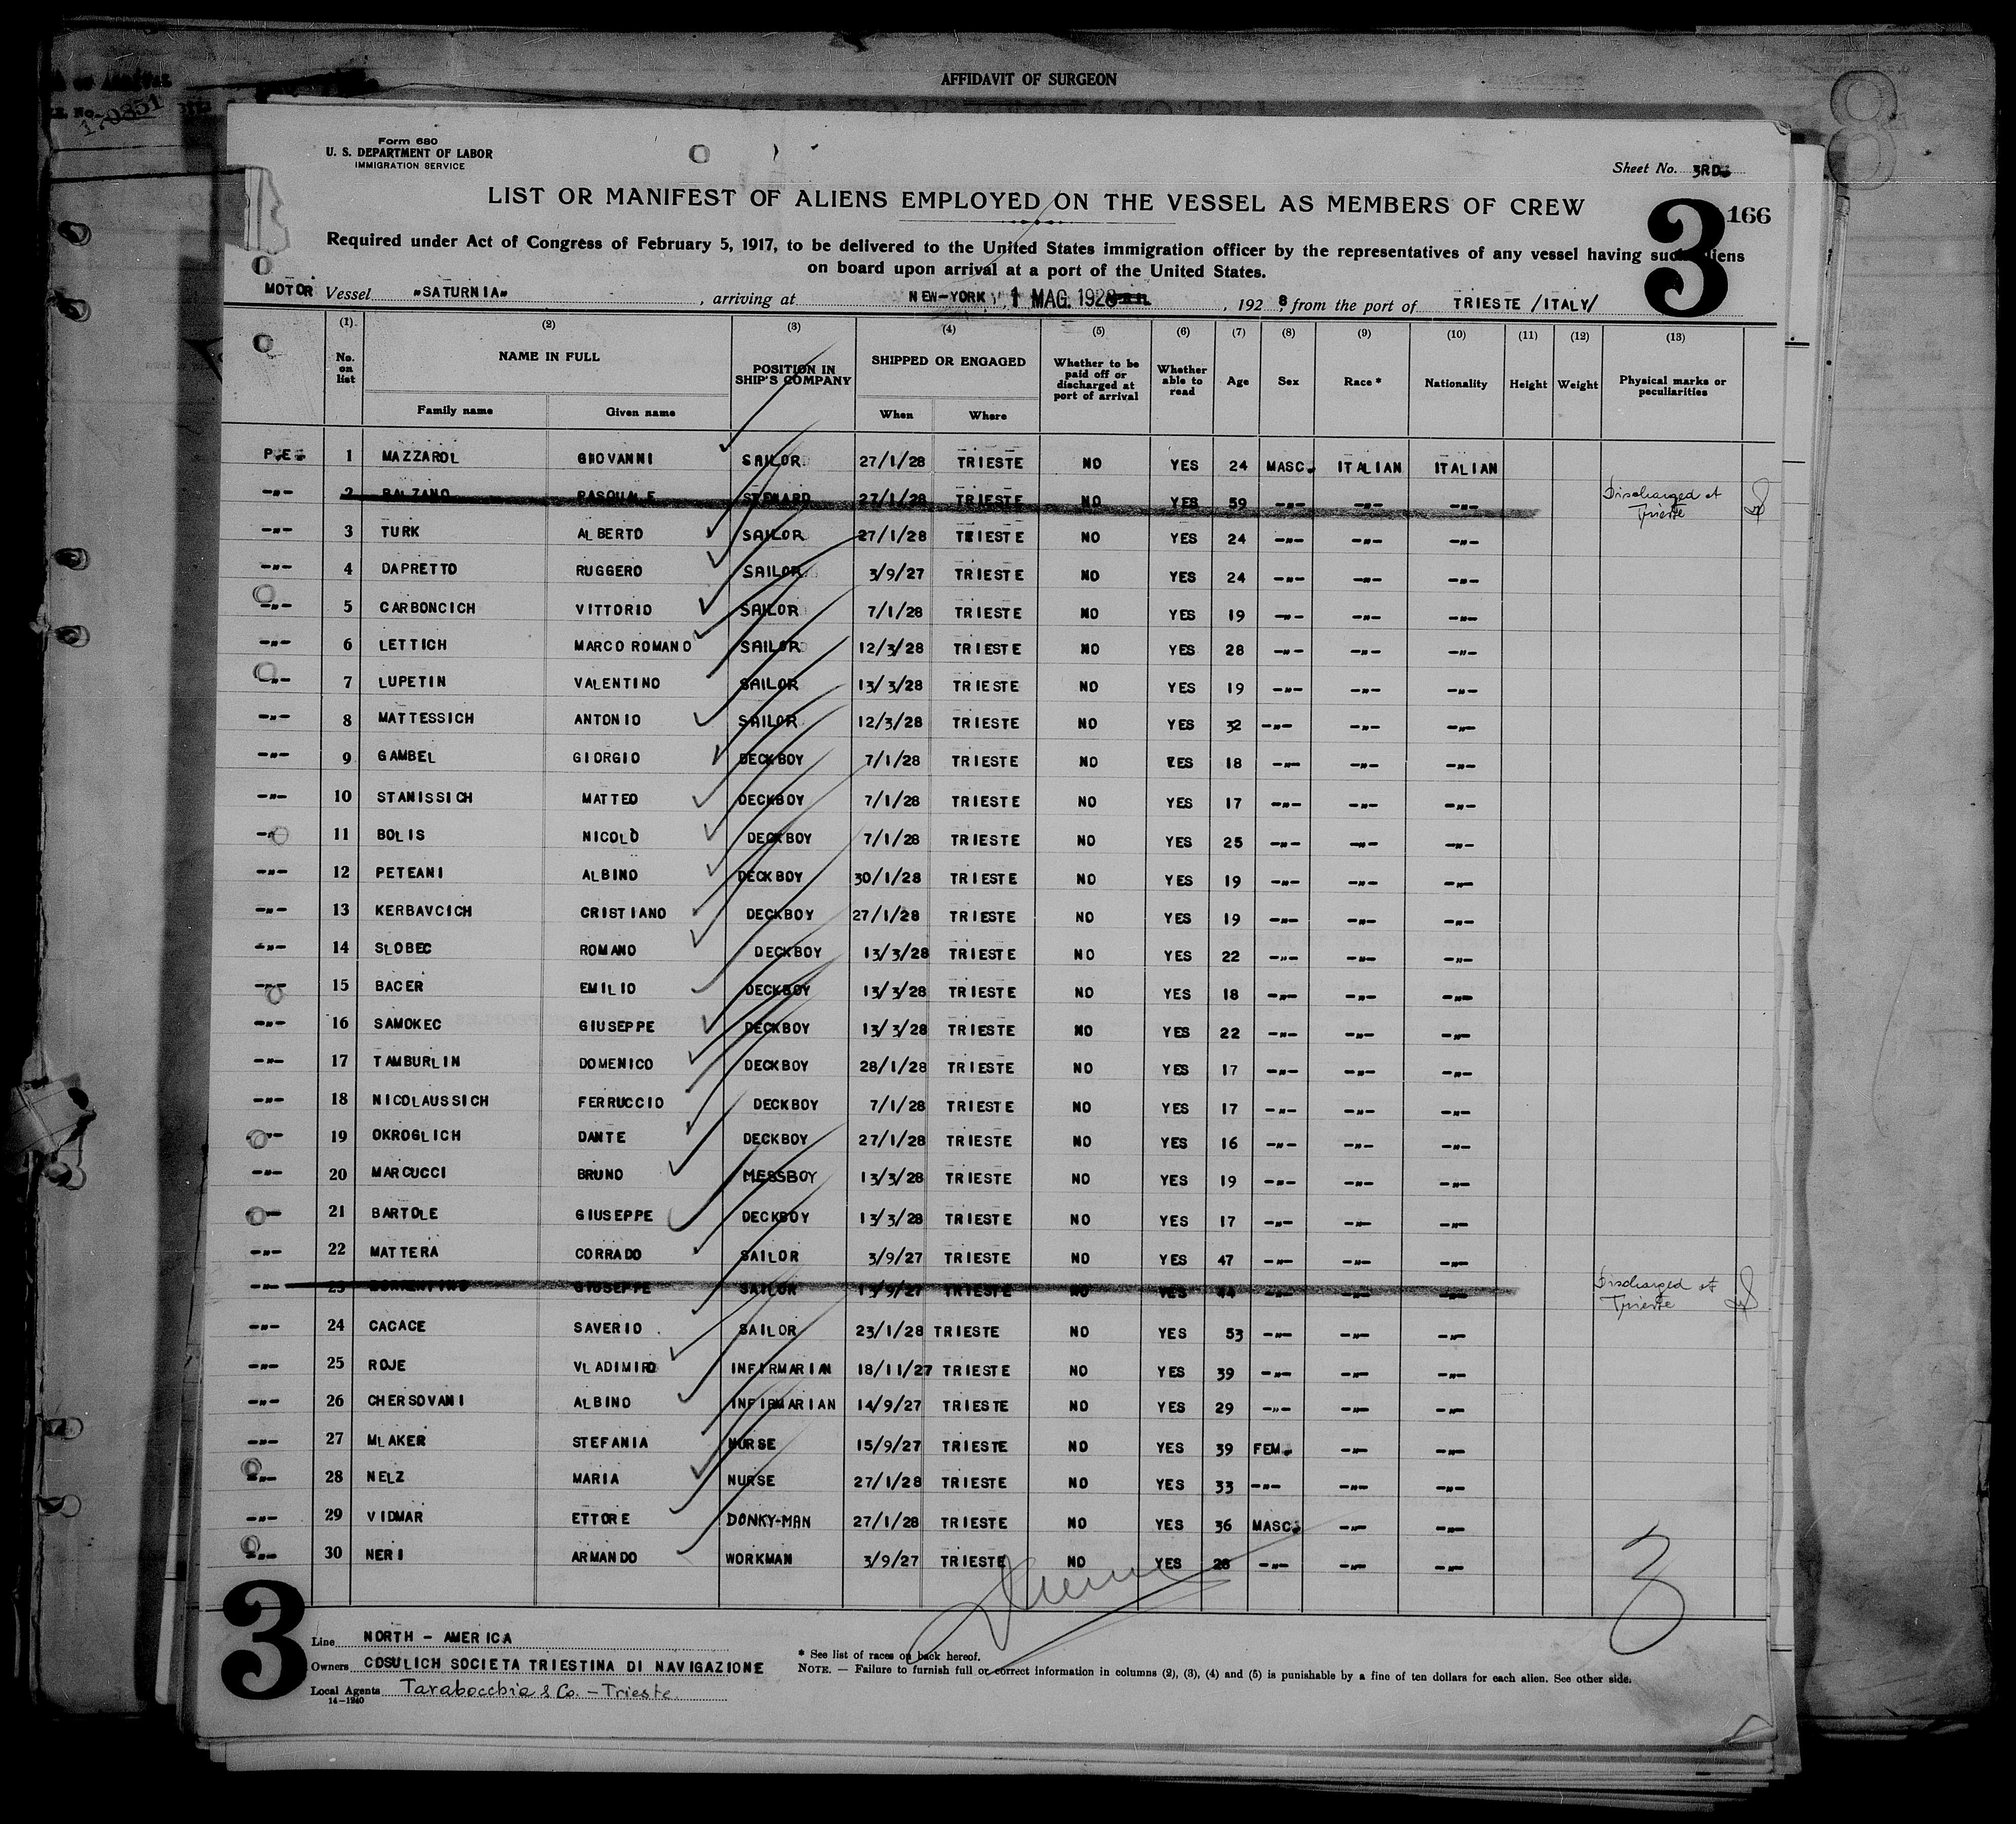 AFFIDAVIT OF SURGEON
Form 680
U. S. DEPARTMENT OF LABOR
IMMIGRATION SERVICE
Sheet No. 3RD.
LIST OR MANIFEST OF ALIENS EMPLOYED ON THE VESSEL AS MEMBERS OF CREW
3 166
Required under Act of Congress of February 5, 1917, to be delivered to the United States immigration officer by the representatives of any vessel having such aliens
on board upon arrival at a port of the United States.
MOTOR Vessel "SATURNIA", arriving at NEW-YORK 1 MAG. 1928, 1928, from the port of TRIESTE /ITALY/
(1) (2) (3) (4) (5) (6) (7) (8) (9) (10) (11) (12) (13)
No. on list NAME IN FULL Family name Given name POSITION IN SHIP'S COMPANY SHIPPED OR ENGAGED When Where Whether to be paid off or discharged at port of arrival Whether able to read Age Sex Race * Nationality Height Weight Physical marks or peculiarities
P.E. 1 MAZZAROL GIOVANNI SAILOR 27/1/28 TRIESTE NO YES 24 MASC. ITALIAN ITALIAN
-"- 2 BALZANO PASQUALE STEWARD 27/1/28 TRIESTE NO YES 59 -"- -"- -"- Discharged at Trieste
-"- 3 TURK ALBERTO SAILOR 27/1/28 TRIESTE NO YES 24 -"- -"- -"-
-"- 4 DAPRETTO RUGGERO SAILOR 3/9/27 TRIESTE NO YES 24 -"- -"- -"-
-"- 5 CARBONCICH VITTORIO SAILOR 7/1/28 TRIESTE NO YES 19 -"- -"- -"-
-"- 6 LETTICH MARCO ROMANO SAILOR 12/3/28 TRIESTE NO YES 28 -"- -"- -"-
-"- 7 LUPETIN VALENTINO SAILOR 13/3/28 TRIESTE NO YES 19 -"- -"- -"-
-"- 8 MATTESSICH ANTONIO SAILOR 12/3/28 TRIESTE NO YES 32 -"- -"- -"-
-"- 9 GAMBEL GIORGIO DECKBOY 7/1/28 TRIESTE NO YES 18 -"- -"- -"-
-"- 10 STANISSICH MATTEO DECKBOY 7/1/28 TRIESTE NO YES 17 -"- -"- -"-
-"- 11 BOLIS NICOLÒ DECKBOY 7/1/28 TRIESTE NO YES 25 -"- -"- -"-
-"- 12 PETEANI ALBINO DECKBOY 30/1/28 TRIESTE NO YES 19 -"- -"- -"-
-"- 13 KERBAVCICH CRISTIANO DECKBOY 27/1/28 TRIESTE NO YES 19 -"- -"- -"-
-"- 14 SLOBEC ROMANO DECKBOY 13/3/28 TRIESTE NO YES 22 -"- -"- -"-
-"- 15 BACER EMILIO DECKBOY 13/3/28 TRIESTE NO YES 18 -"- -"- -"-
-"- 16 SAMOKEC GIUSEPPE DECKBOY 13/3/28 TRIESTE NO YES 22 -"- -"- -"-
-"- 17 TAMBURLIN DOMENICO DECKBOY 28/1/28 TRIESTE NO YES 17 -"- -"- -"-
-"- 18 NICOLAUSSICH FERRUCCIO DECKBOY 7/1/28 TRIESTE NO YES 17 -"- -"- -"-
-"- 19 OKROGLICH DANTE DECKBOY 27/1/28 TRIESTE NO YES 16 -"- -"- -"-
-"- 20 MARCUCCI BRUNO MESSBOY 13/3/28 TRIESTE NO YES 19 -"- -"- -"-
-"- 21 BARTOLE GIUSEPPE DECKBOY 13/3/28 TRIESTE NO YES 17 -"- -"- -"-
-"- 22 MATTERA CORRADO SAILOR 3/9/27 TRIESTE NO YES 47 -"- -"- -"-
-"- 23 GIUSEPPE SAILOR 13/9/27 TRIESTE NO YES 44 -"- -"- -"- Discharged at Trieste
-"- 24 CACACE SAVERIO SAILOR 23/1/28 TRIESTE NO YES 53 -"- -"- -"-
-"- 25 ROJE VLADIMIRO INFIRMARIAN 18/11/27 TRIESTE NO YES 39 -"- -"- -"-
-"- 26 CHERSOVANI ALBINO INFIRMARIAN 14/9/27 TRIESTE NO YES 29 -"- -"- -"-
-"- 27 MLAKER STEFANIA NURSE 15/9/27 TRIESTE NO YES 39 FEM. -"- -"-
-"- 28 NELZ MARIA NURSE 27/1/28 TRIESTE NO YES 33 -"- -"- -"-
-"- 29 VIDMAR ETTORE DONKY-MAN 27/1/28 TRIESTE NO YES 36 MASC. -"- -"-
-"- 30 NERI ARMANDO WORKMAN 3/9/27 TRIESTE NO YES 28 -"- -"- -"-
3
3
Line NORTH - AMERICA
Owners COSULICH SOCIETA TRIESTINA DI NAVIGAZIONE
Local Agents Tarabocchia & Co. - Trieste.
14-1240
* See list of races on back hereof.
NOTE. — Failure to furnish full or correct information in columns (2), (3), (4) and (5) is punishable by a fine of ten dollars for each alien. See other side.